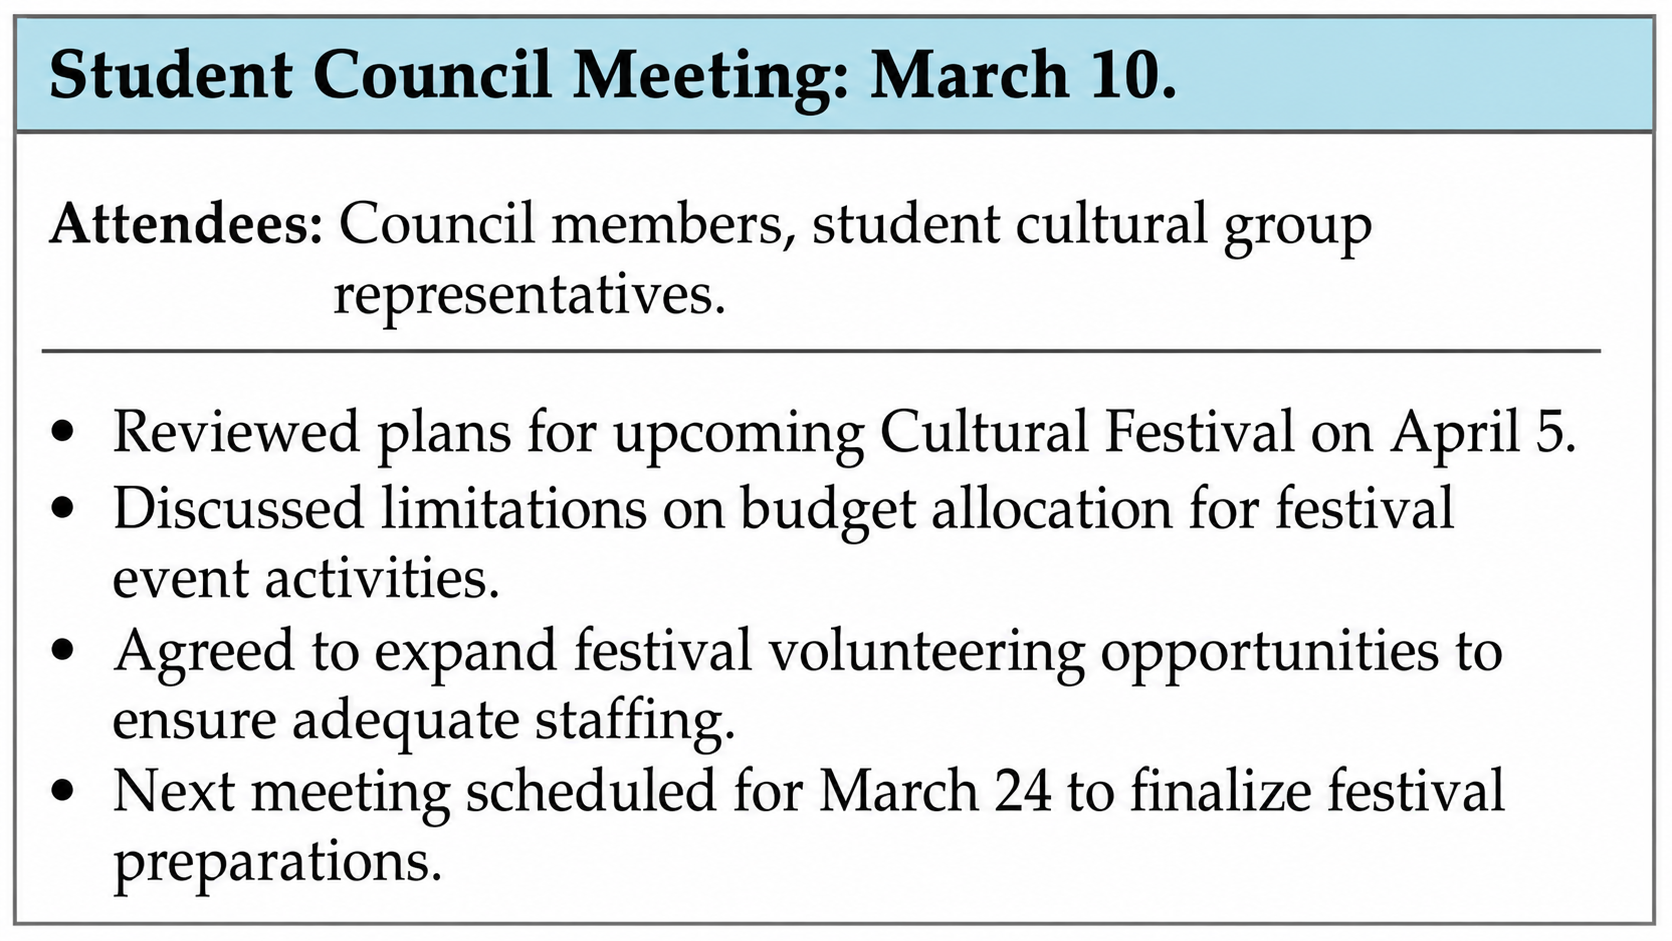 Student Council Meeting: March 10.
Attendees: Council members, student cultural group
representatives.
• Reviewed plans for upcoming Cultural Festival on April 5.
• Discussed limitations on budget allocation for festival
event activities.
• Agreed to expand festival volunteering opportunities to
ensure adequate staffing.
• Next meeting scheduled for March 24 to finalize festival
preparations.